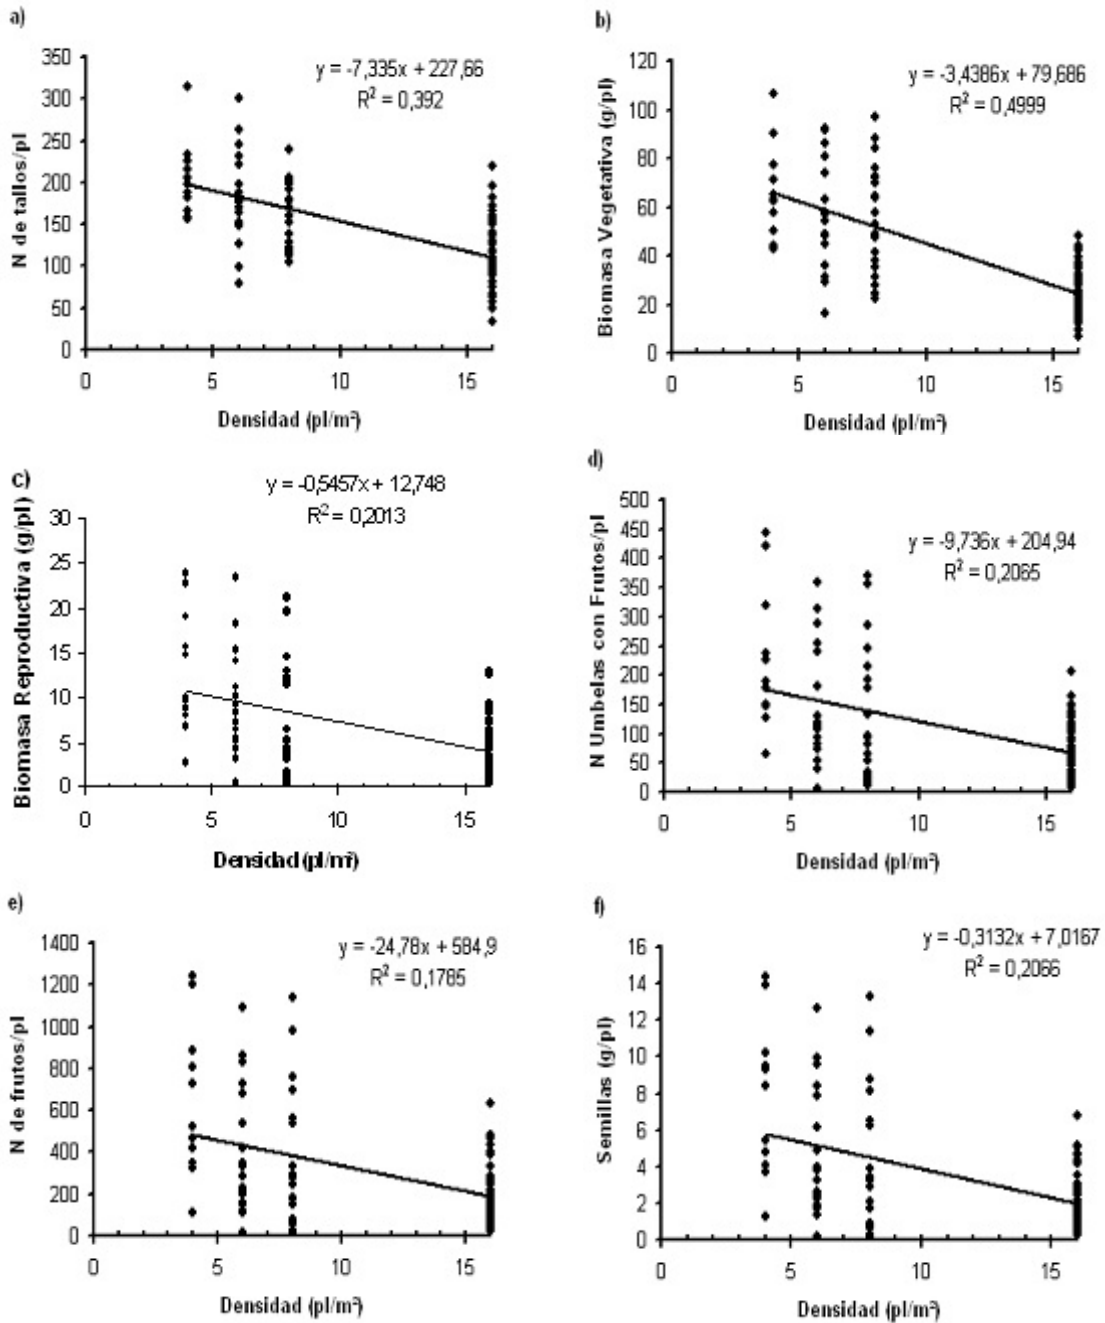 a)
y = -7,335x + 227,66
R² = 0,392
N de tallos/pl
350
300
250
200
150
100
50
0
0 5 10 15
Densidad (pl/m²)
b)
y = -3,4386x + 79,686
R² = 0,4999
Biomasa Vegetativa (g/pl)
120
100
80
60
40
20
0
0 5 10 15
Densidad (pl/m²)
c)
y = -0,5457x + 12,748
R² = 0,2013
Biomasa Reproductiva (g/pl)
30
25
20
15
10
5
0
0 5 10 15
Densidad (pl/m²)
d)
y = -9,736x + 204,94
R² = 0,2065
N Umbelas con Frutos/pl
500
450
400
350
300
250
200
150
100
50
0
0 5 10 15
Densidad (pl/m²)
e)
y = -24,78x + 584,9
R² = 0,1785
N de frutos/pl
1400
1200
1000
800
600
400
200
0
0 5 10 15
Densidad (pl/m²)
f)
y = -0,3132x + 7,0167
R² = 0,2066
Semillas (g/pl)
16
14
12
10
8
6
4
2
0
0 5 10 15
Densidad (pl/m²)